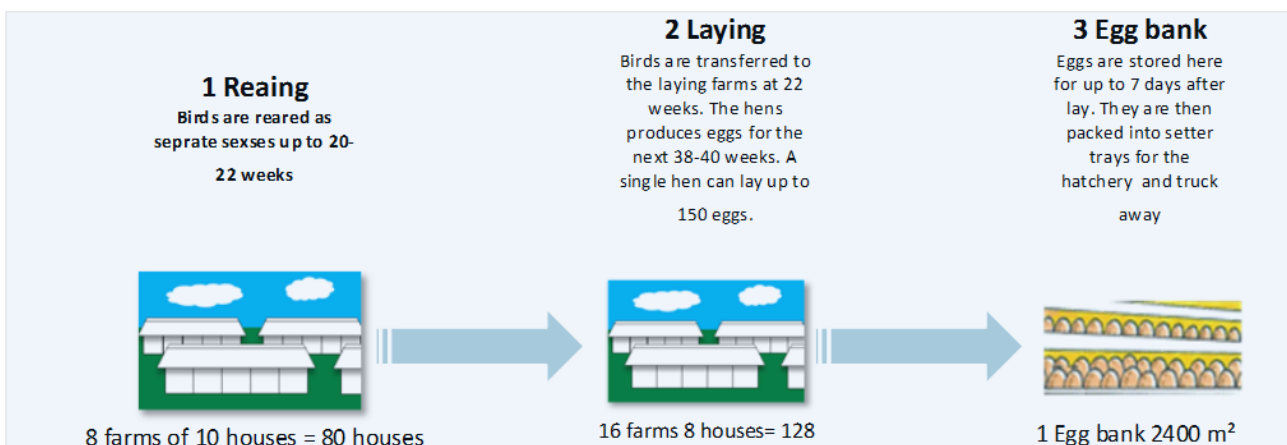 1 Reaing
Birds are reared as
seprate sexses up to 20-
22 weeks
2 Laying
Birds are transferred to
the laying farms at 22
weeks. The hens
produces eggs for the
next 38-40 weeks. A
single hen can lay up to
150 eggs.
3 Egg bank
Eggs are stored here
for up to 7 days after
lay. They are then
packed into setter
trays for the
hatchery and truck
away
8 farms of 10 houses = 80 houses
16 farms 8 houses= 128
1 Egg bank 2400 m²